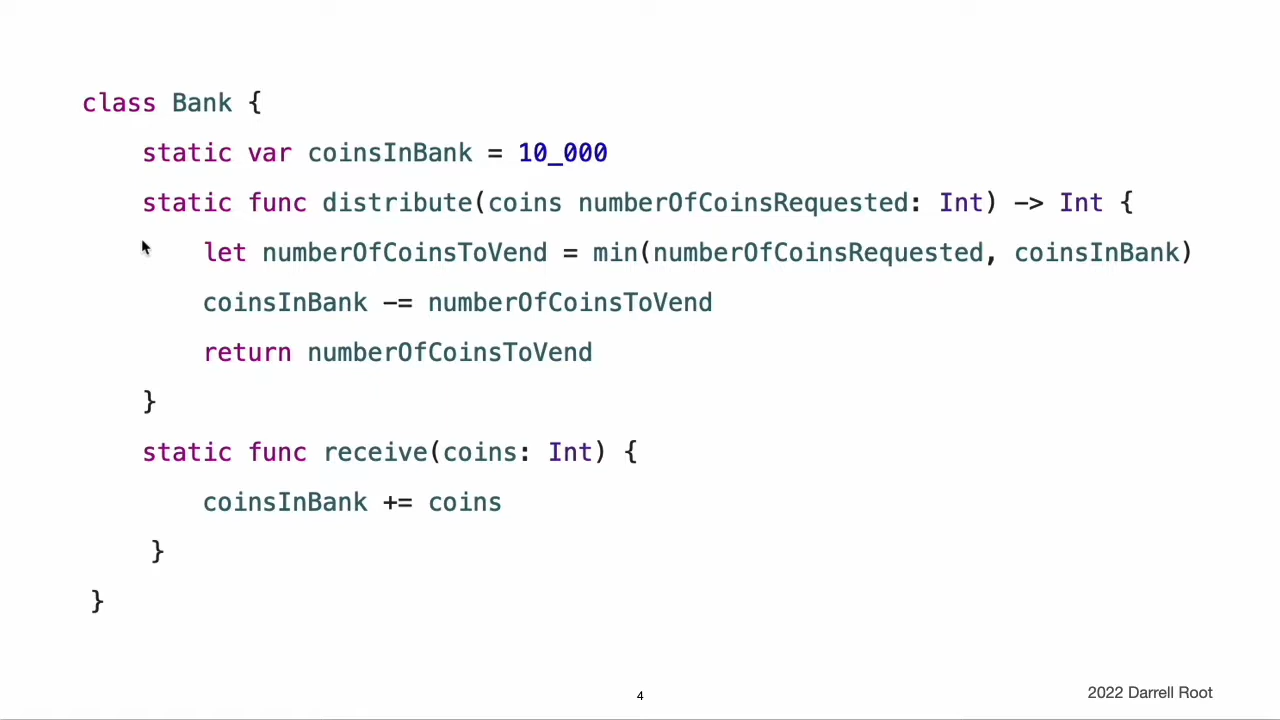 class Bank {
static var coinsInBank = 10_000
static func distribute(coins numberOfCoinsRequested: Int) -> Int {
let numberOfCoinsToVend = min(numberOfCoinsRequested, coinsInBank)
coinsInBank -= numberOfCoinsToVend
return numberOfCoinsToVend
}
static func receive(coins: Int) {
coinsInBank += coins
}
}
4
2022 Darrell Root